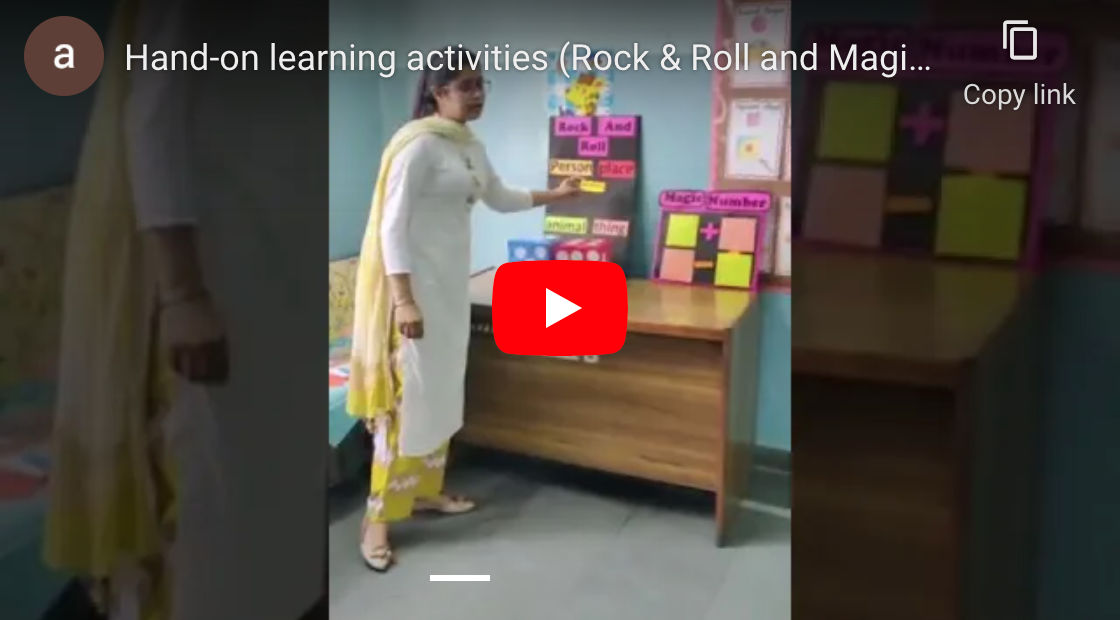 a
Hand-on learning activities (Rock & Roll and Magi...
Copy link
Rock And
Roll
Person place
animal thing
Magic Number
+
-